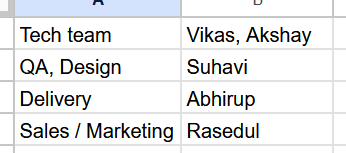 Tech team Vikas, Akshay
QA, Design Suhavi
Delivery Abhirup
Sales / Marketing Rasedul